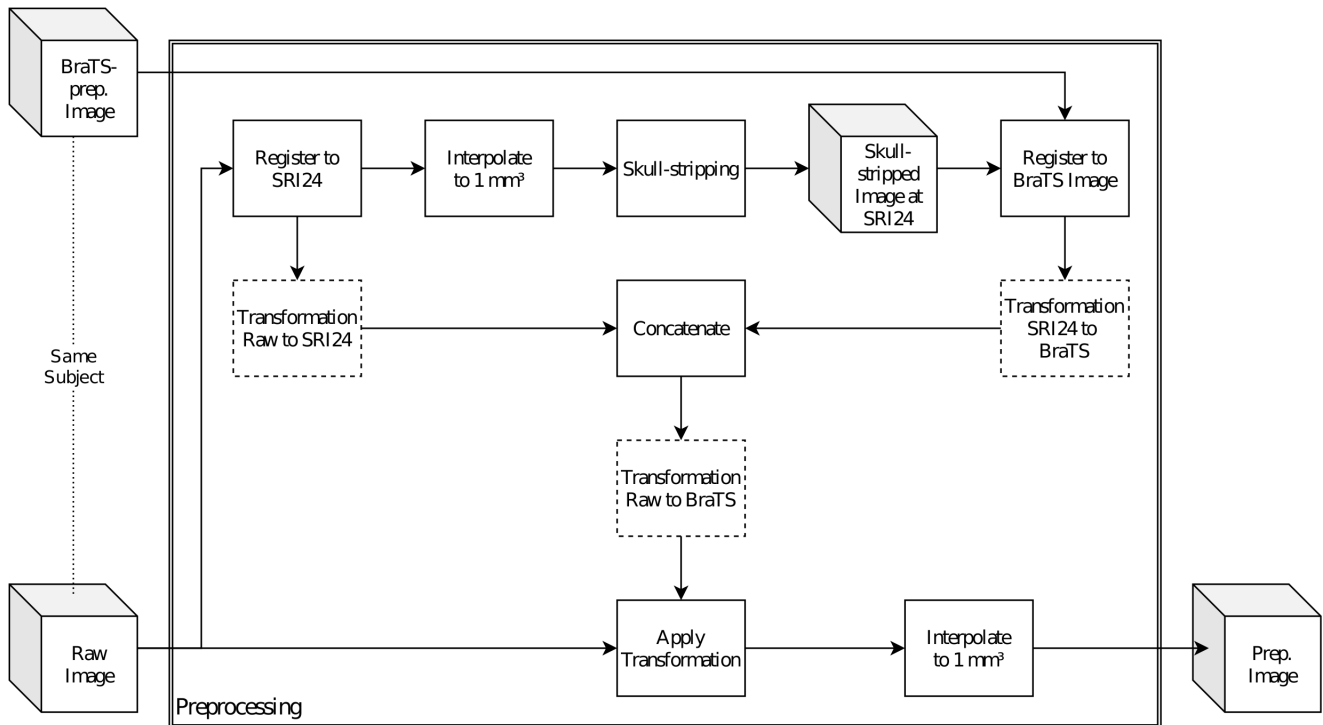 BraTS-
prep.
Image
Register to
SRI24
Interpolate
to 1 mm³
Skull-stripping
Skull-
stripped
Image at
SRI24
Register to
BraTS Image
Transformation
Raw to SRI24
Concatenate
Transformation
SRI24 to
BraTS
Same
Subject
Transformation
Raw to BraTS
Raw
Image
Apply
Transformation
Interpolate
to 1 mm³
Prep.
Image
Preprocessing